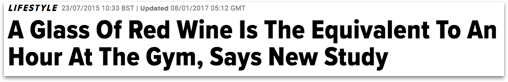 LIFESTYLE 23/07/2015 10:33 BST | Updated 08/01/2017 05:12 GMT
A Glass Of Red Wine Is The Equivalent To An
Hour At The Gym, Says New Study